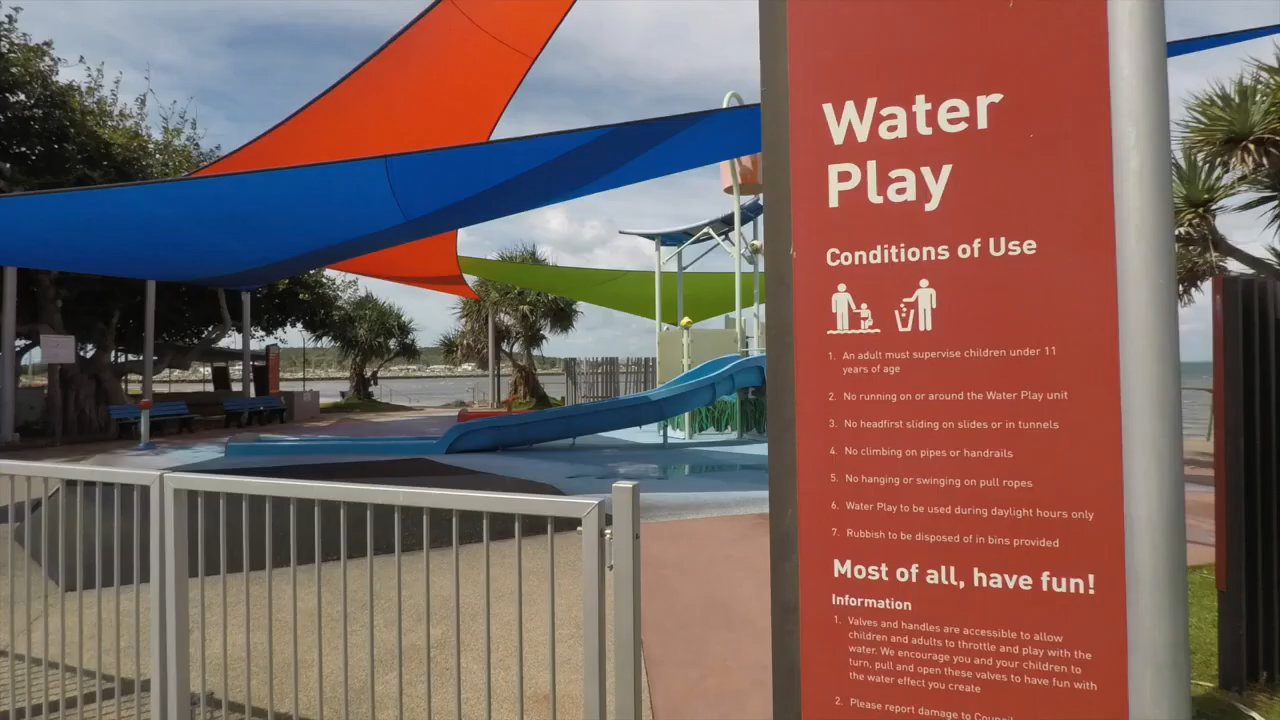 Water
Play
Conditions of Use
1. An adult must supervise children under 11
years of age
2. No running on or around the Water Play unit
3. No headfirst sliding on slides or in tunnels
4. No climbing on pipes or handrails
5. No hanging or swinging on pull ropes
6. Water Play to be used during daylight hours only
7. Rubbish to be disposed of in bins provided
Most of all, have fun!
Information
1. Valves and handles are accessible to allow
children and adults to throttle and play with the
water. We encourage you and your children to
turn, pull and open these valves to have fun with
the water effect you create
2. Please report damage to Council